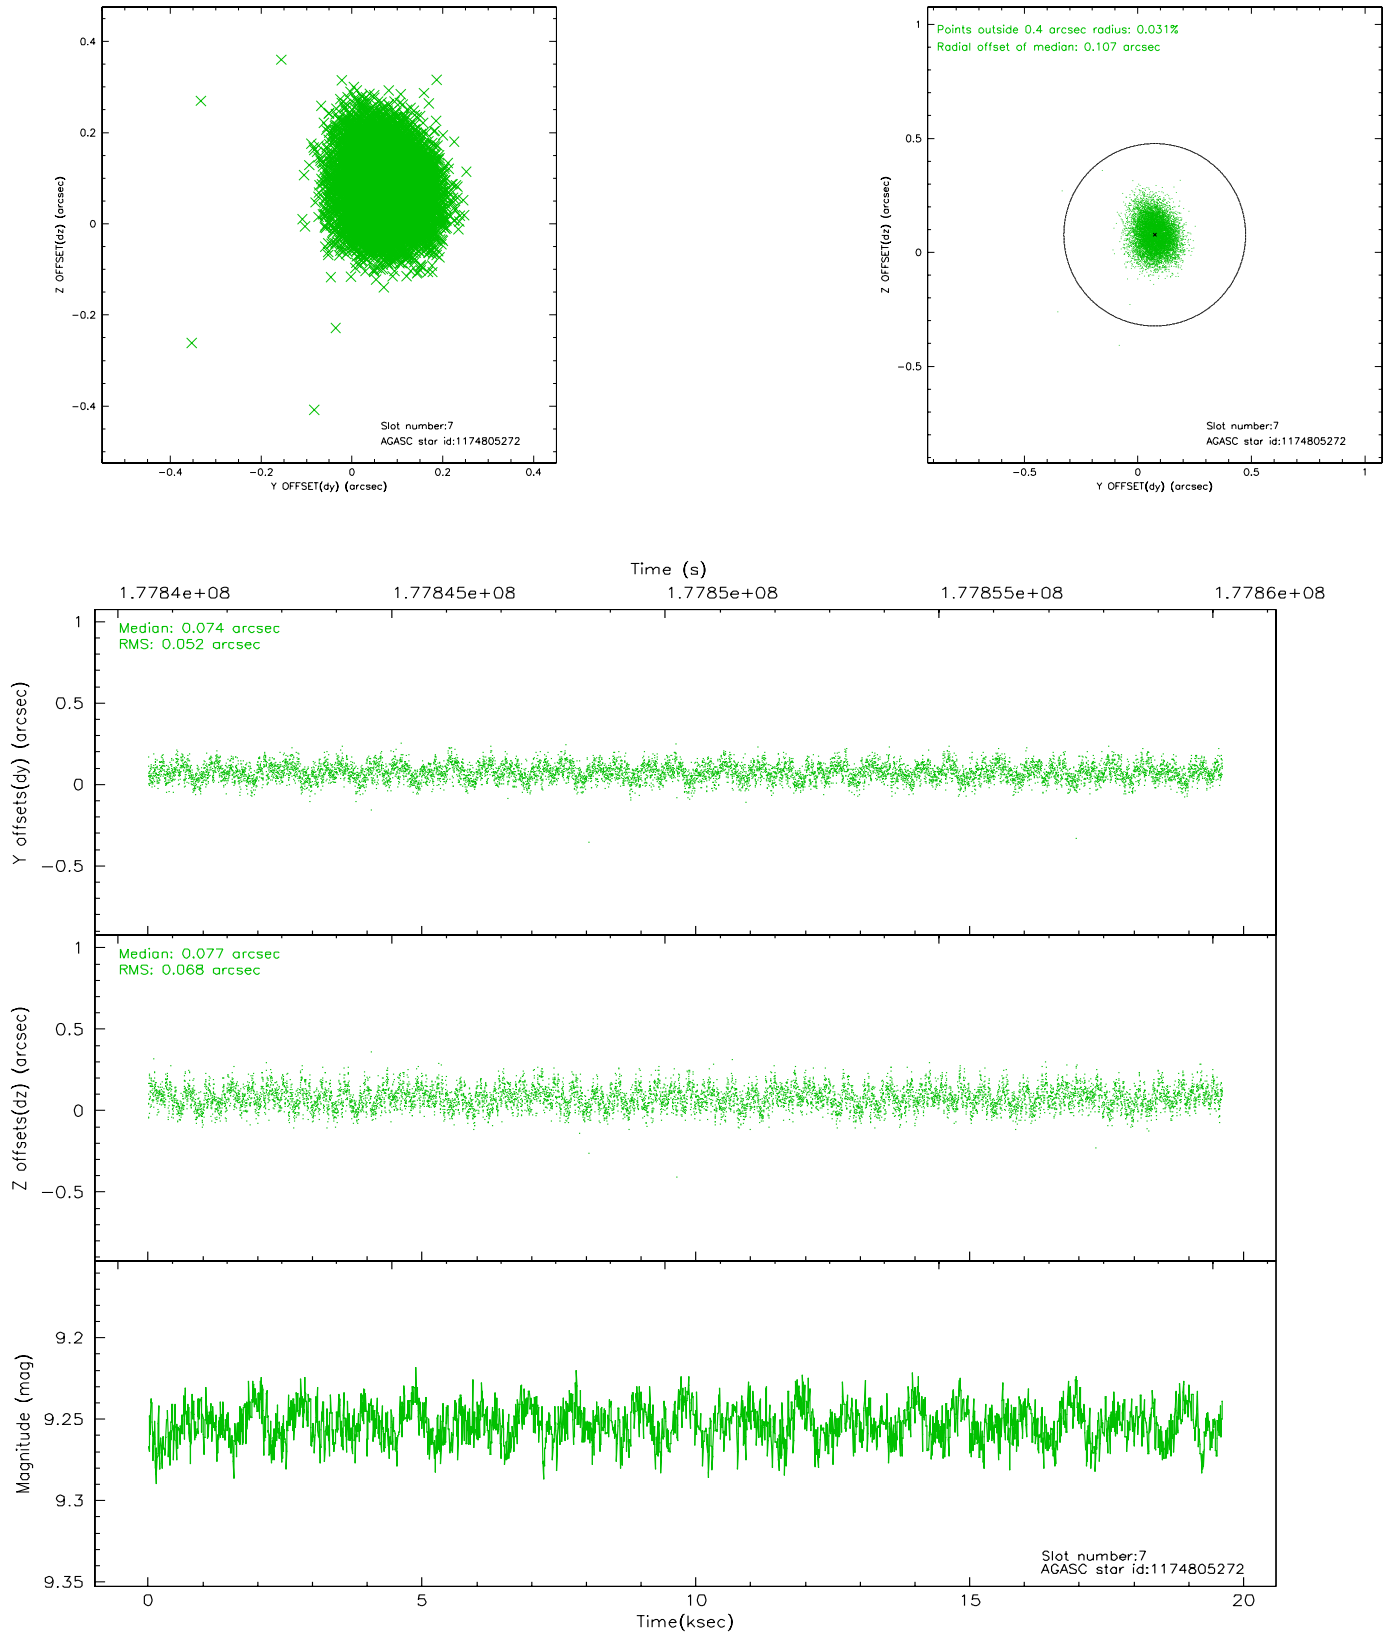 0.4
0.2
0
−0.2
−0.4
Z OFFSET(dz) (arcsec)
Slot number:7
AGASC star id:1174805272
−0.4
−0.2
0
0.2
0.4
Y OFFSET(dy) (arcsec)
Points outside 0.4 arcsec radius: 0.031%
Radial offset of median: 0.107 arcsec
1
0.5
0
−0.5
Z OFFSET(dz) (arcsec)
Slot number:7
AGASC star id:1174805272
−0.5
0
0.5
1
Y OFFSET(dy) (arcsec)
Time (s)
1.7784e+08
1.77845e+08
1.7785e+08
1.77855e+08
1.7786e+08
Median: 0.074 arcsec
RMS: 0.052 arcsec
1
0.5
0
−0.5
Y offsets(dy) (arcsec)
Median: 0.077 arcsec
RMS: 0.068 arcsec
1
0.5
0
−0.5
Z offsets(dz) (arcsec)
9.2
9.25
9.3
9.35
Magnitude (mag)
Slot number:7
AGASC star id:1174805272
0
5
10
15
20
Time(ksec)